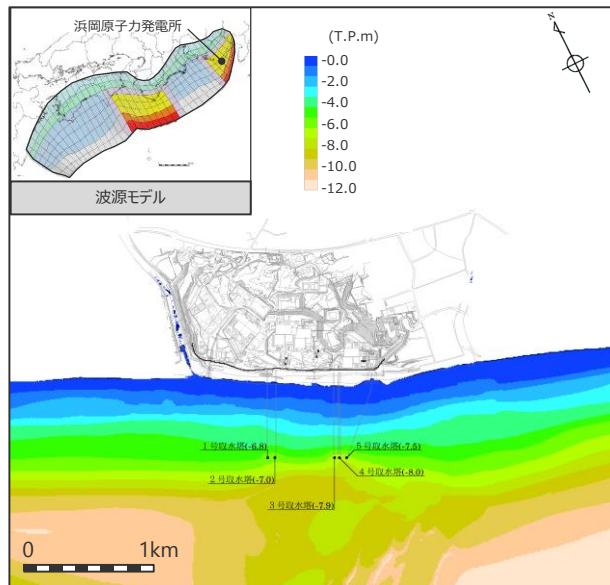 浜岡原子力発電所
波源モデル
(T.P.m)
-0.0
-2.0
-4.0
-6.0
-8.0
-10.0
-12.0
N
1号取水塔(-6.8)
2号取水塔(-7.0)
3号取水塔(-7.9)
4号取水塔(-8.0)
5号取水塔(-7.5)
0 1km